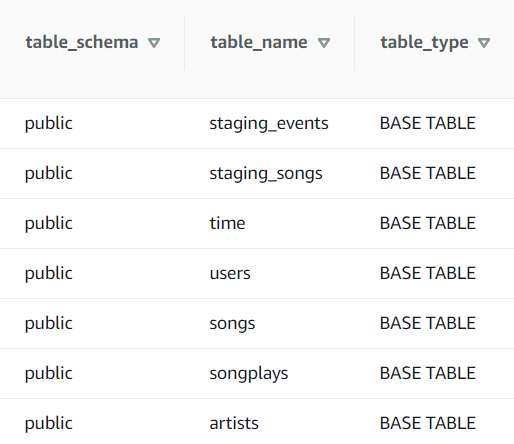 table_schema table_name table_type
public staging_events BASE TABLE
public staging_songs BASE TABLE
public time BASE TABLE
public users BASE TABLE
public songs BASE TABLE
public songplays BASE TABLE
public artists BASE TABLE